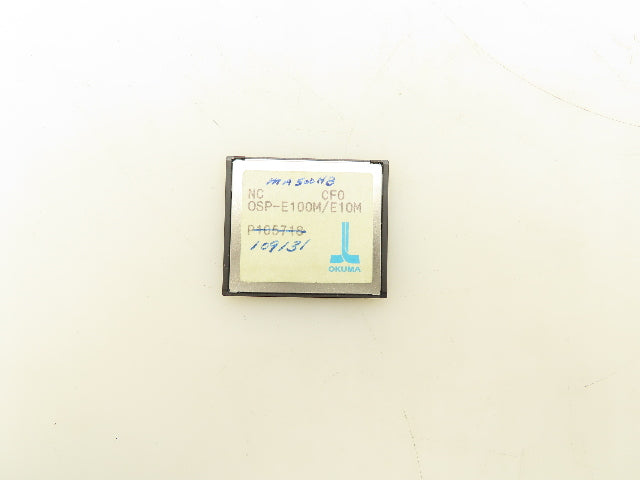 MA500HB
NC CF0
OSP-E100M/E10M
P105718
109131
OKUMA